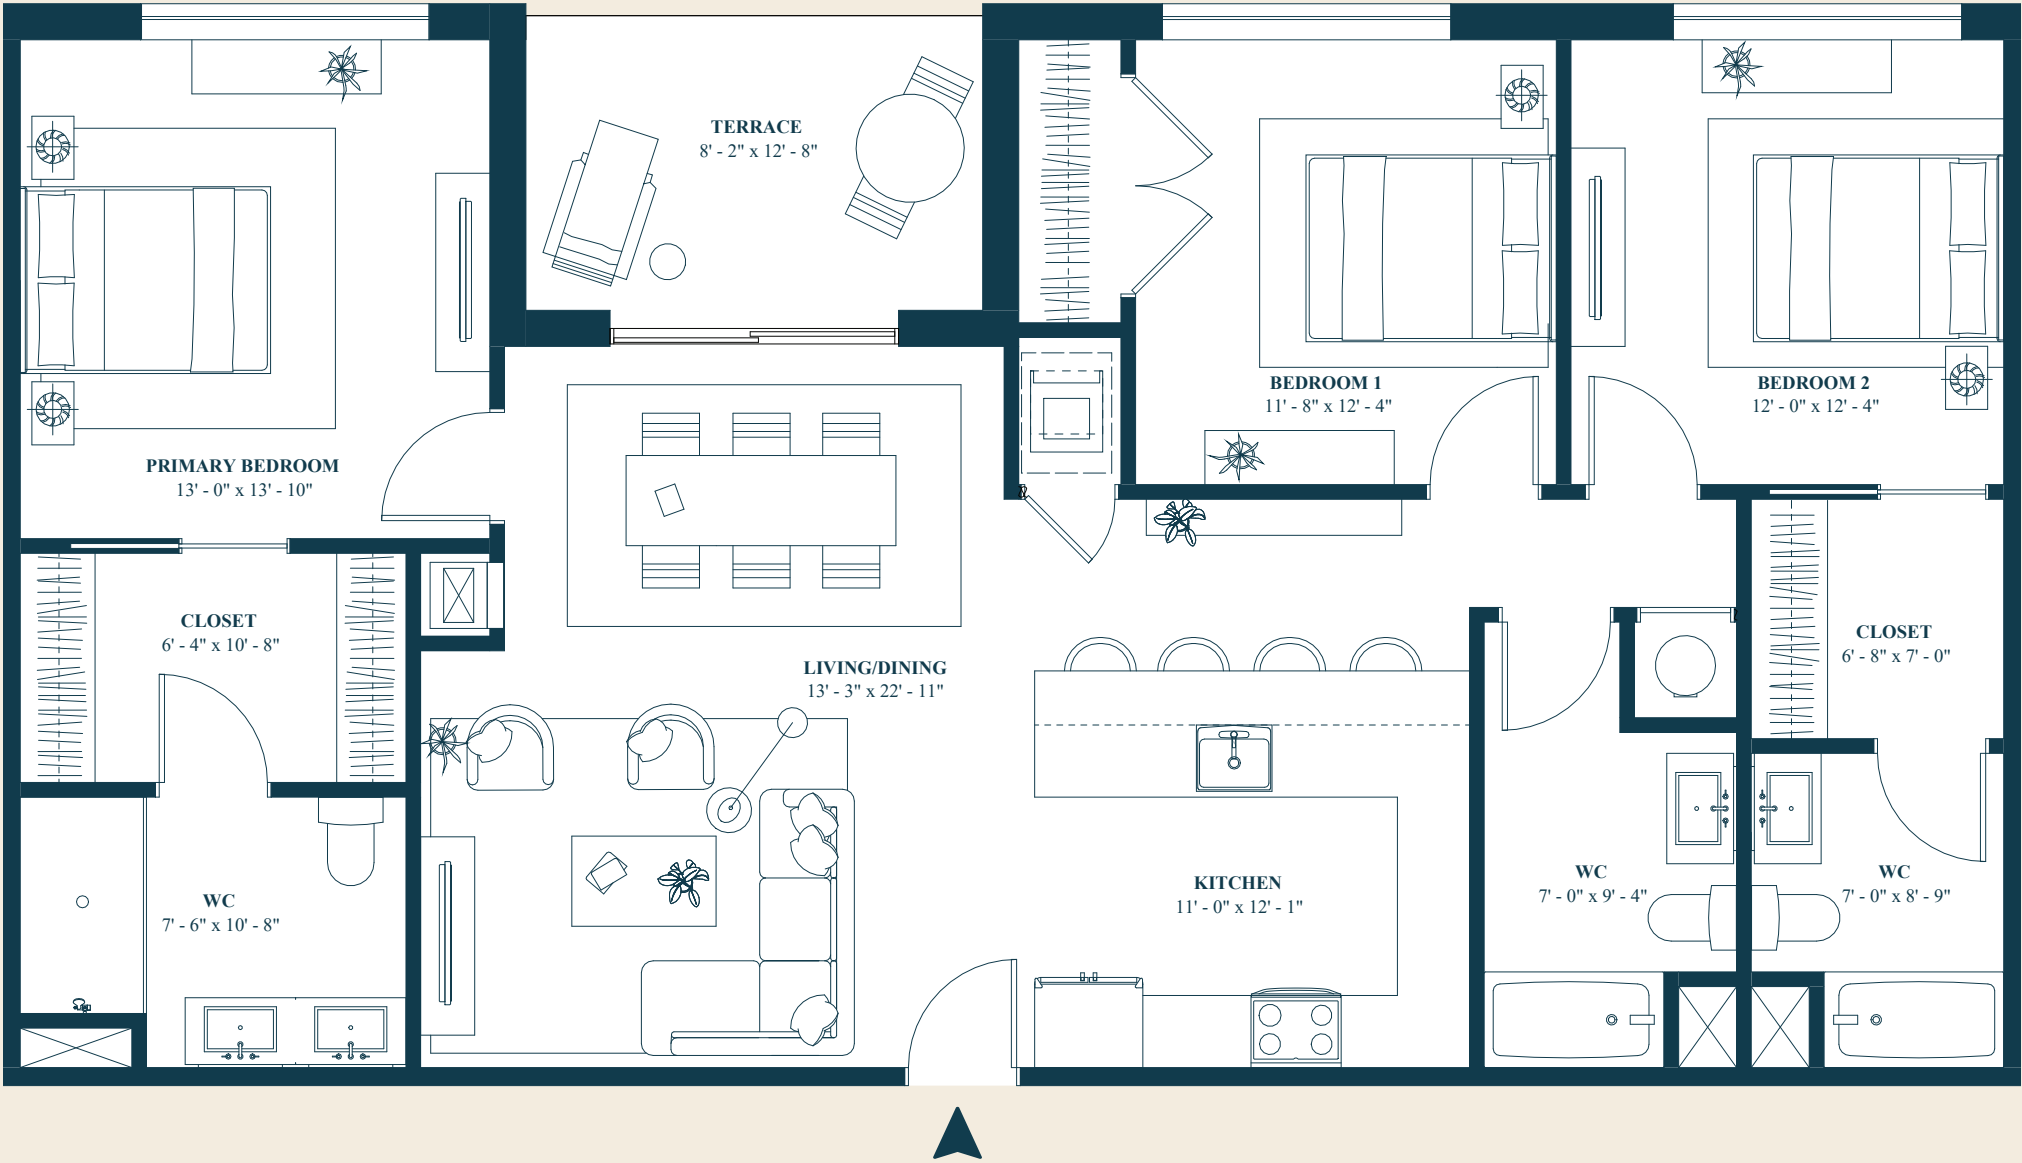 TERRACE
8' - 2" x 12' - 8"
BEDROOM 1
11' - 8" x 12' - 4"
BEDROOM 2
12' - 0" x 12' - 4"
PRIMARY BEDROOM
13' - 0" x 13' - 10"
CLOSET
6' - 4" x 10' - 8"
CLOSET
6' - 8" x 7' - 0"
LIVING/DINING
13' - 3" x 22' - 11"
WC
7' - 6" x 10' - 8"
KITCHEN
11' - 0" x 12' - 1"
WC
7' - 0" x 9' - 4"
WC
7' - 0" x 8' - 9"